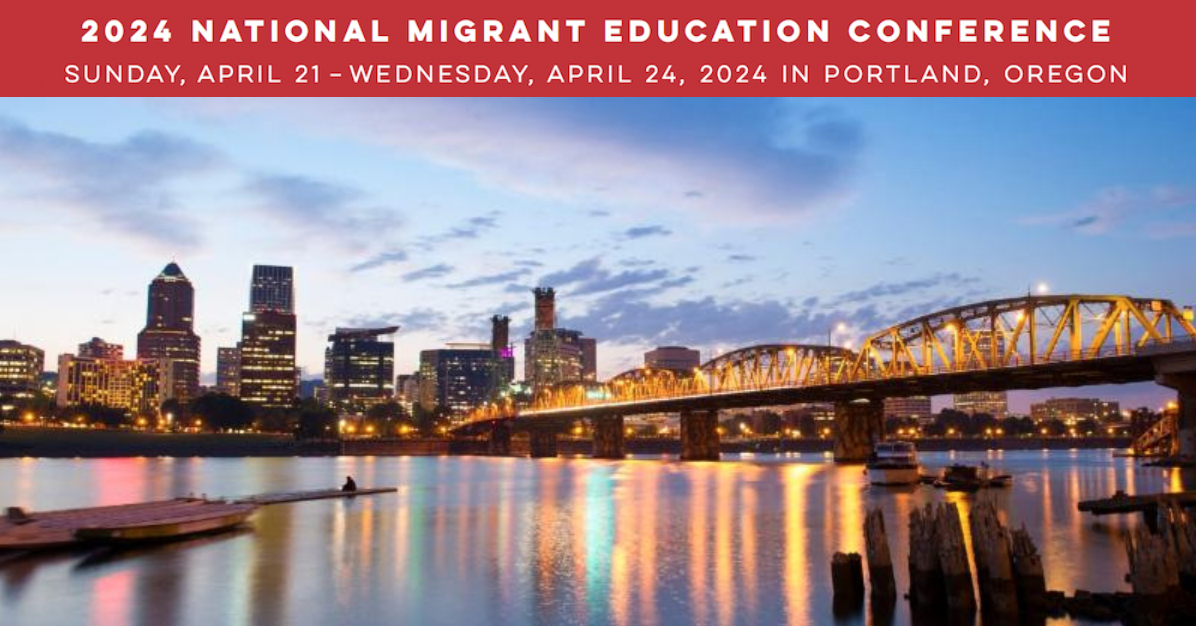 2024 NATIONAL MIGRANT EDUCATION CONFERENCE
SUNDAY, APRIL 21 – WEDNESDAY, APRIL 24, 2024 IN PORTLAND, OREGON